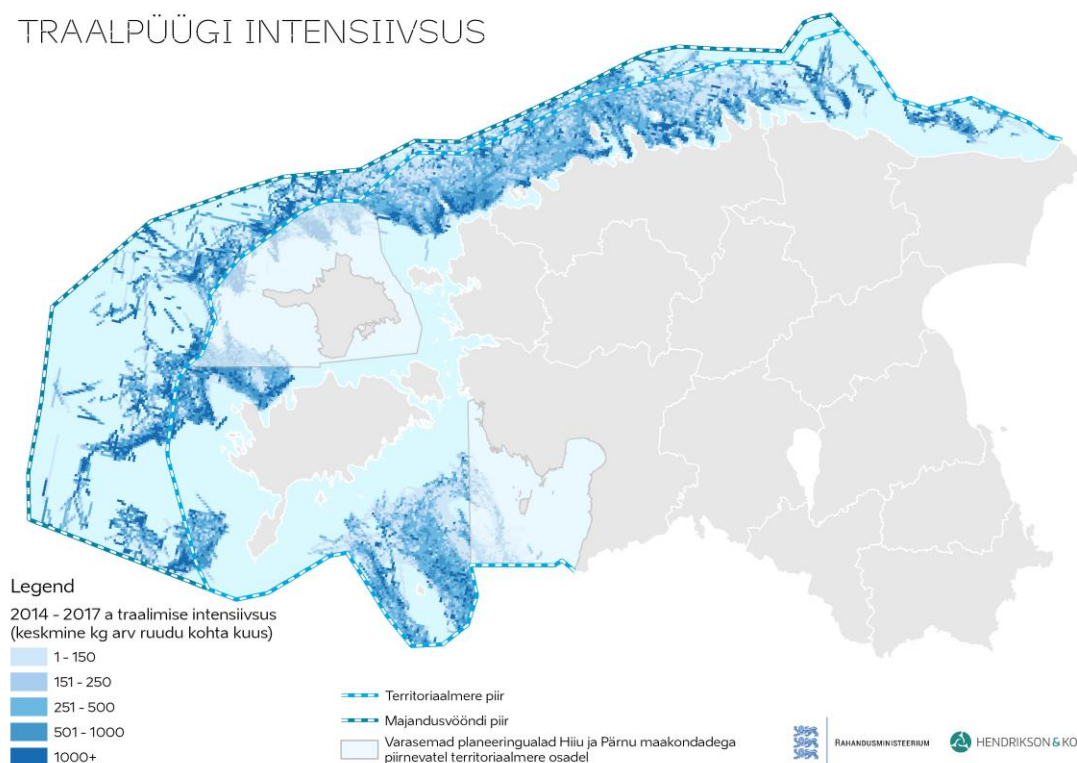 TRAALPÜÜGI INTENSIIVSUS
Legend
2014 - 2017 a traalimise intensiivsus
(keskmine kg arv ruudu kohta kuus)
1 - 150
151 - 250
251 - 500
501 - 1000
1000+
Territoriaalmere piir
Majandusvööndi piir
Varasemad planeeringualad Hiiu ja Pärnu maakondadega
piirnevatel territoriaalmere osadel
RAHANDUSMINISTEERIUM
HENDRIKSON & KO